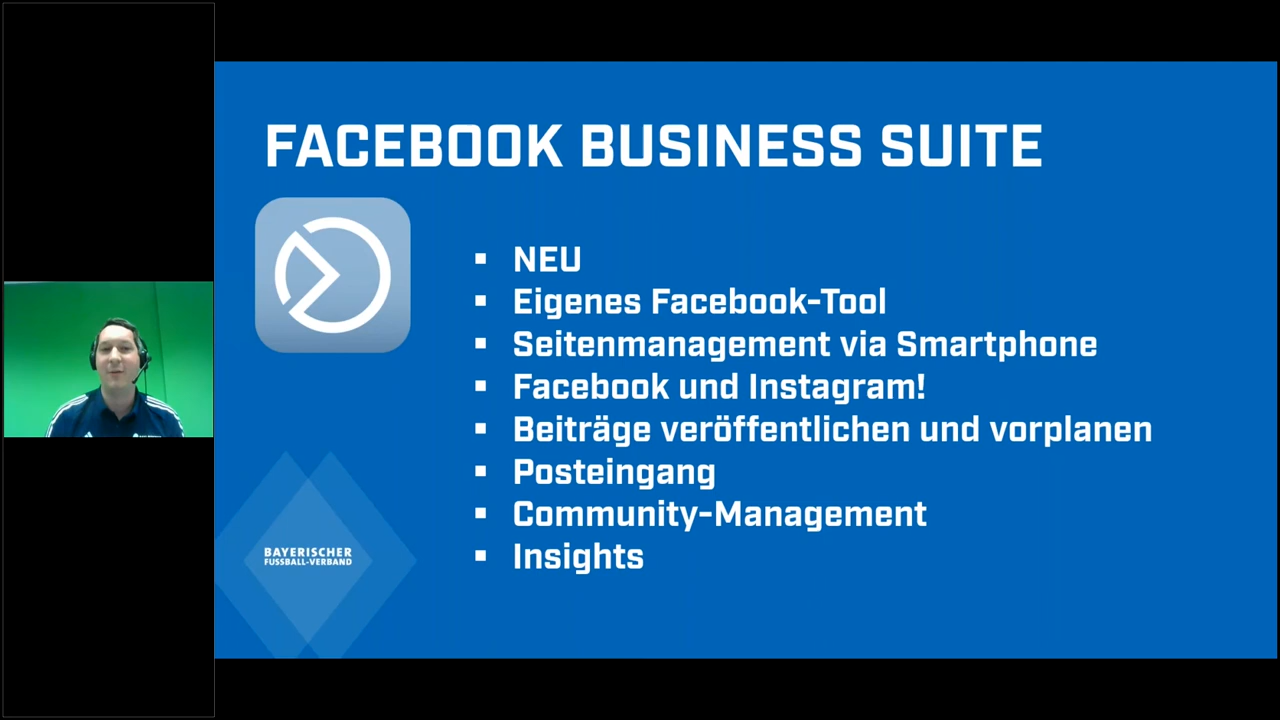 FACEBOOK BUSINESS SUITE
▪ NEU
▪ Eigenes Facebook-Tool
▪ Seitenmanagement via Smartphone
▪ Facebook und Instagram!
▪ Beiträge veröffentlichen und vorplanen
▪ Posteingang
▪ Community-Management
▪ Insights
BAYERISCHER
FUSSBALL-VERBAND